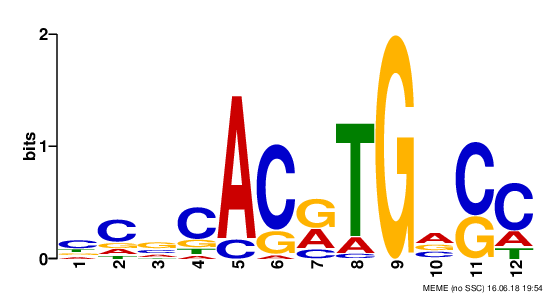 2
bits
1
0
1 2 3 4 5 6 7 8 9 10 11 12
C C G C A C G T G A C C
G A C G C G A A G G A
A T A T A C C C T
MEME (no SSC) 16.06.18 19:54